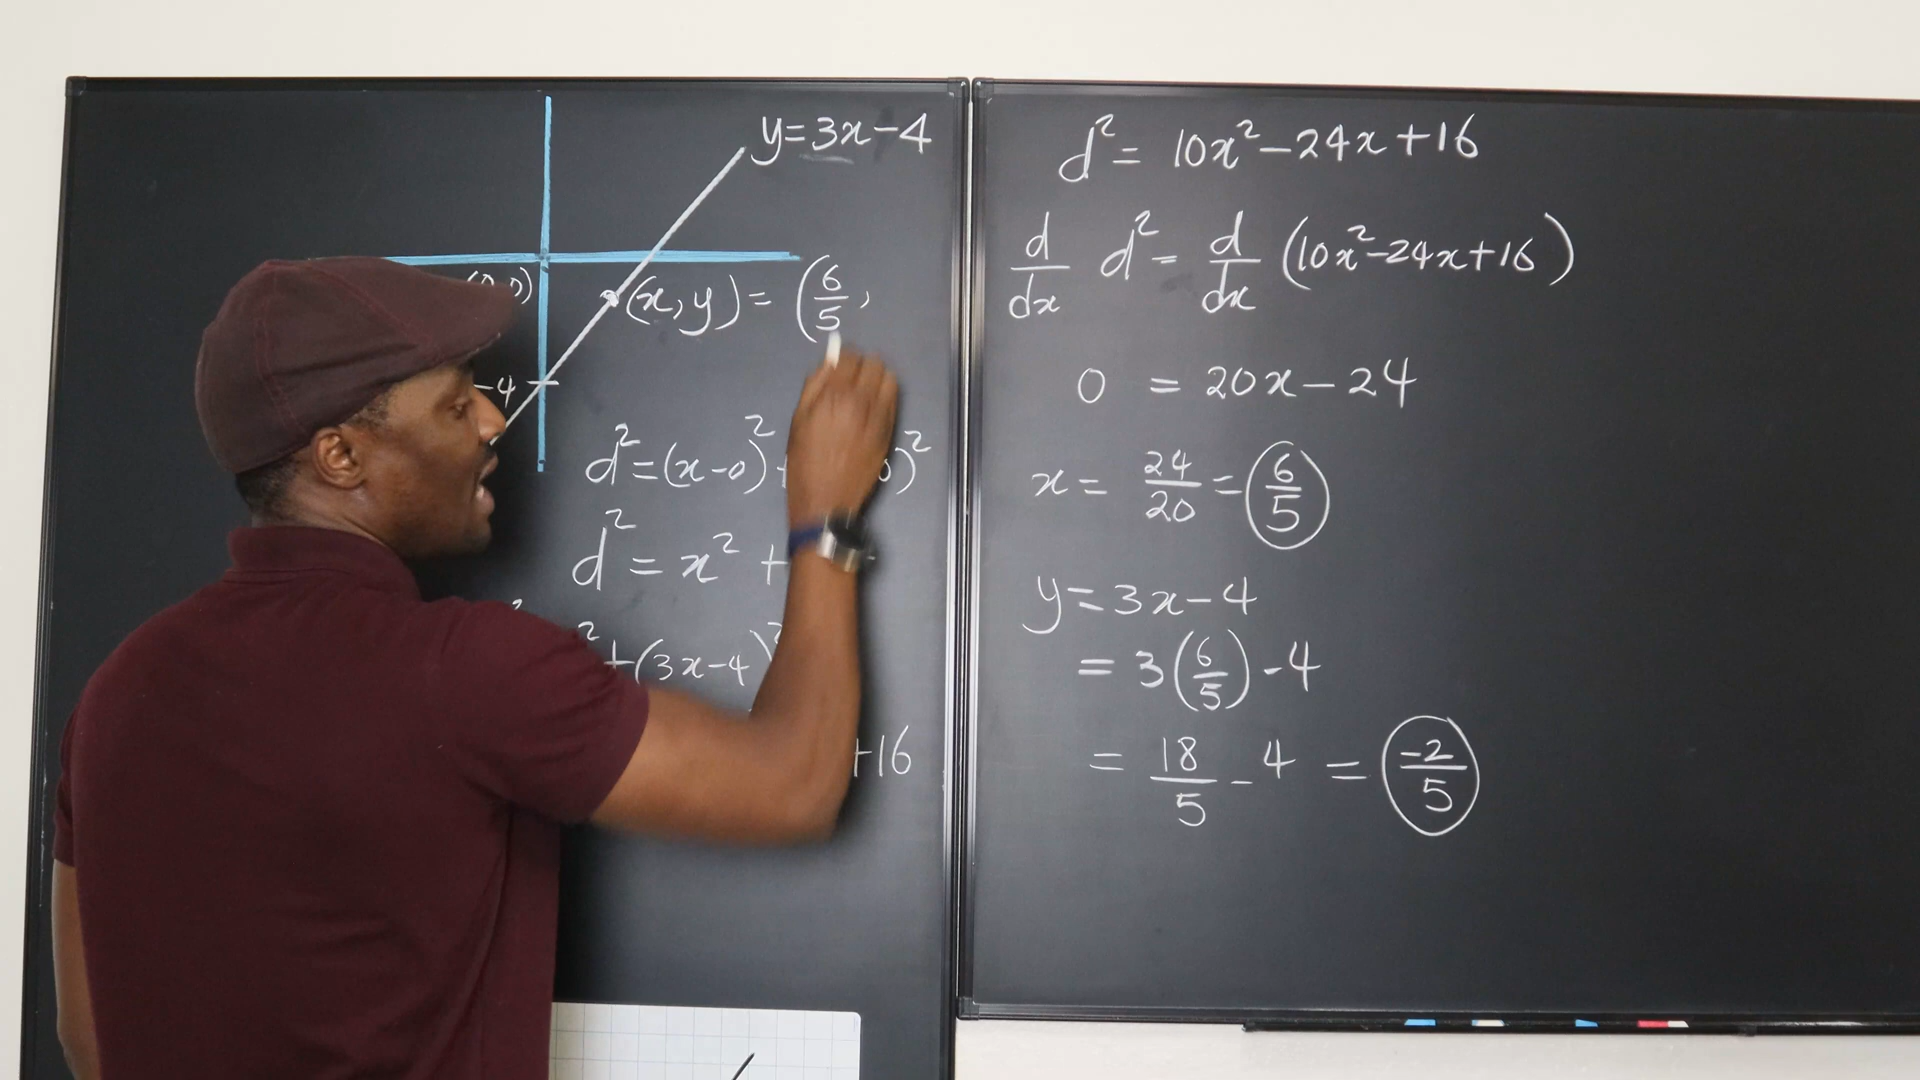 y=3x-4
(x,y) = (6/5,
-4
d²=(x-0)²
d² = x² +
+(3x-4)²
+16
d² = 10x²-24x+16
d/dx d² = d/dx (10x²-24x+16)
0 = 20x-24
x = 24/20 = 6/5
y=3x-4
= 3(6/5)-4
= 18/5 - 4 = -2/5